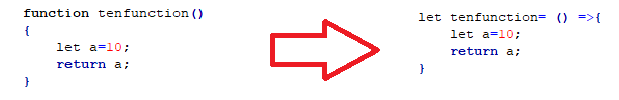 function tenfunction()
{
let a=10;
return a;
}
let tenfunction= () =>{
let a=10;
return a;
}